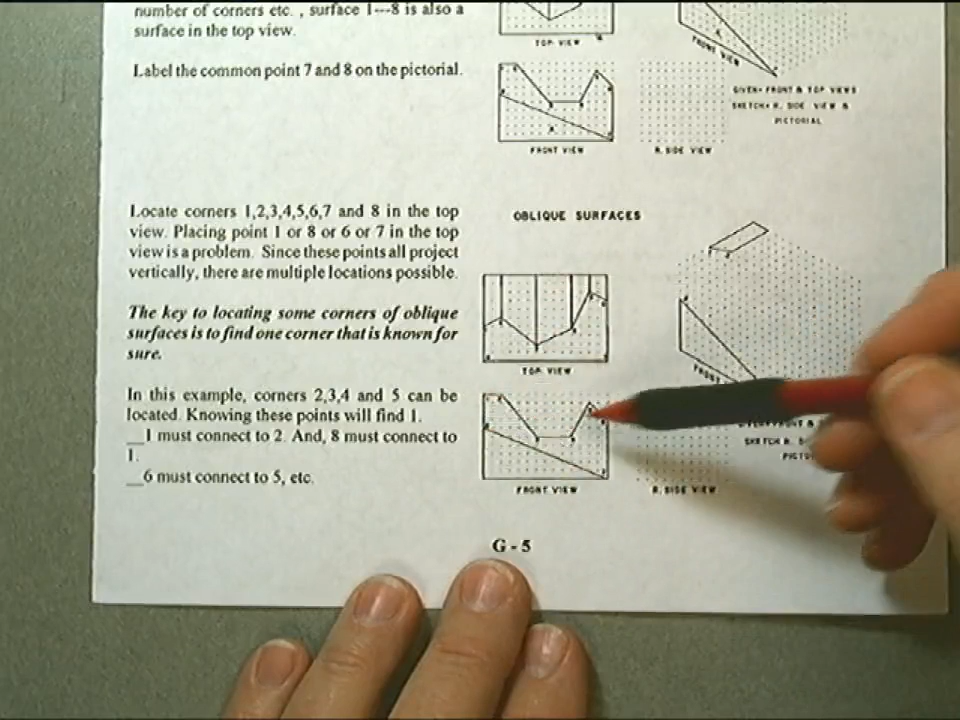 number of corners etc. , surface 1---8 is also a
surface in the top view.
Label the common point 7 and 8 on the pictorial.
TOP VIEW
FRONT VIEW
GIVEN: FRONT & TOP VIEWS
SKETCH: R. SIDE VIEW &
PICTORIAL
X
FRONT VIEW
R. SIDE VIEW
Locate corners 1,2,3,4,5,6,7 and 8 in the top
view. Placing point 1 or 8 or 6 or 7 in the top
view is a problem. Since these points all project
vertically, there are multiple locations possible.
The key to locating some corners of oblique
surfaces is to find one corner that is known for
sure.
In this example, corners 2,3,4 and 5 can be
located. Knowing these points will find 1.
__1 must connect to 2. And, 8 must connect to
1.
__6 must connect to 5, etc.
OBLIQUE SURFACES
TOP VIEW
FRONT
FRONT VIEW
R. SIDE VIEW
G - 5